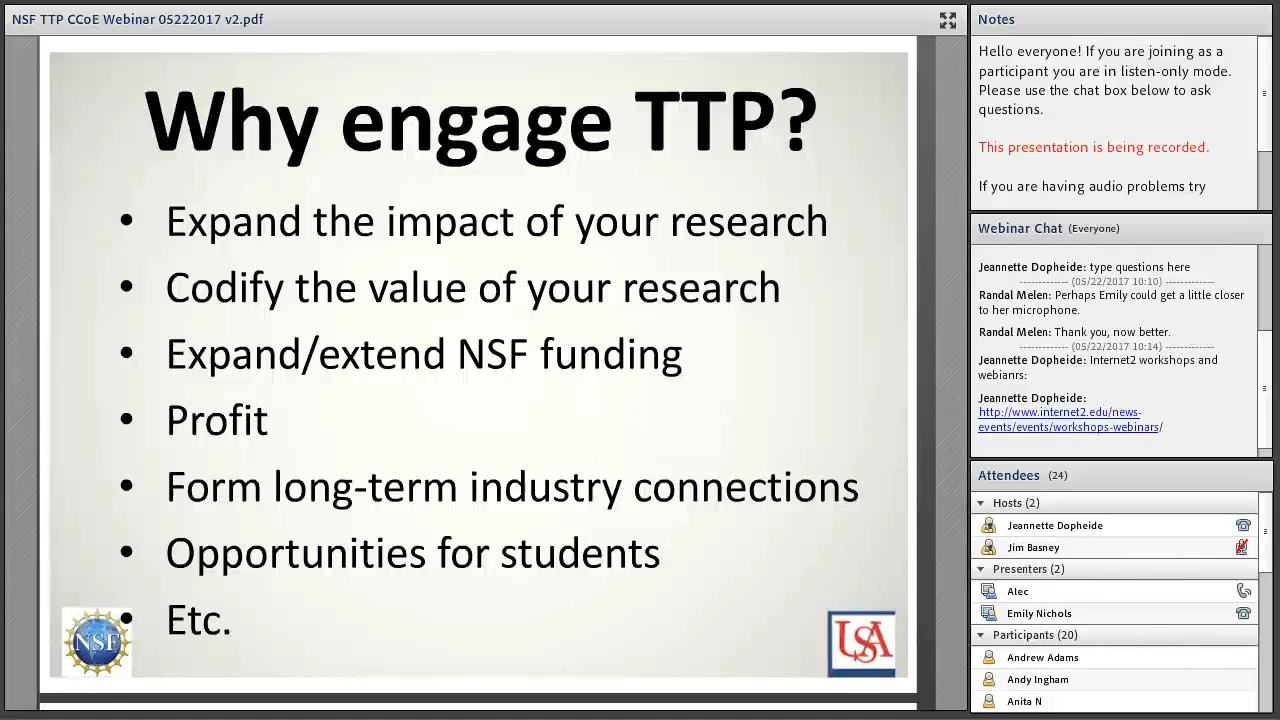 NSF TTP CCoE Webinar 05222017 v2.pdf
Why engage TTP?
• Expand the impact of your research
• Codify the value of your research
• Expand/extend NSF funding
• Profit
• Form long-term industry connections
• Opportunities for students
• Etc.
NSF
USA
Notes
Hello everyone! If you are joining as a
participant you are in listen-only mode.
Please use the chat box below to ask
questions.
This presentation is being recorded.
If you are having audio problems try
Webinar Chat (Everyone)
Jeannette Dopheide: type questions here
------------- (05/22/2017 10:10) -------------
Randal Melen: Perhaps Emily could get a little closer
to her microphone.
Randal Melen: Thank you, now better.
------------- (05/22/2017 10:14) -------------
Jeannette Dopheide: Internet2 workshops and
webianrs:
Jeannette Dopheide:
http://www.internet2.edu/news-
events/events/workshops-webinars/
Attendees (24)
Hosts (2)
Jeannette Dopheide
Jim Basney
Presenters (2)
Alec
Emily Nichols
Participants (20)
Andrew Adams
Andy Ingham
Anita N